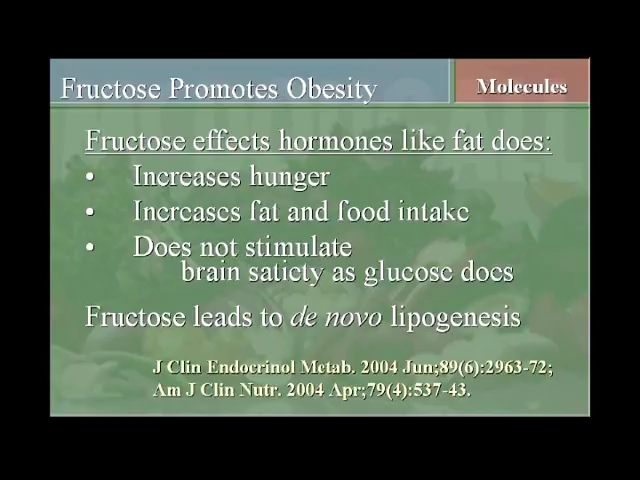 Fructose Promotes Obesity
Molecules
Fructose effects hormones like fat does:
• Increases hunger
• Increases fat and food intake
• Does not stimulate
brain satiety as glucose does
Fructose leads to de novo lipogenesis
J Clin Endocrinol Metab. 2004 Jun;89(6):2963-72;
Am J Clin Nutr. 2004 Apr;79(4):537-43.